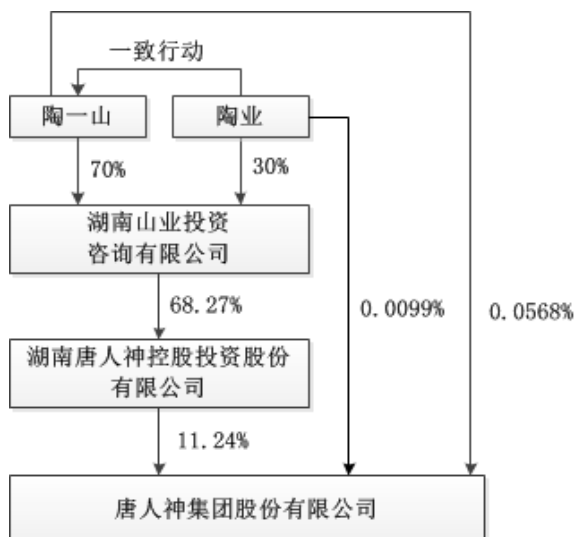 一致行动
陶一山
陶业
70%
30%
湖南山业投资
咨询有限公司
68.27%
0.0099%
0.0568%
湖南唐人神控股投资股份
有限公司
11.24%
唐人神集团股份有限公司